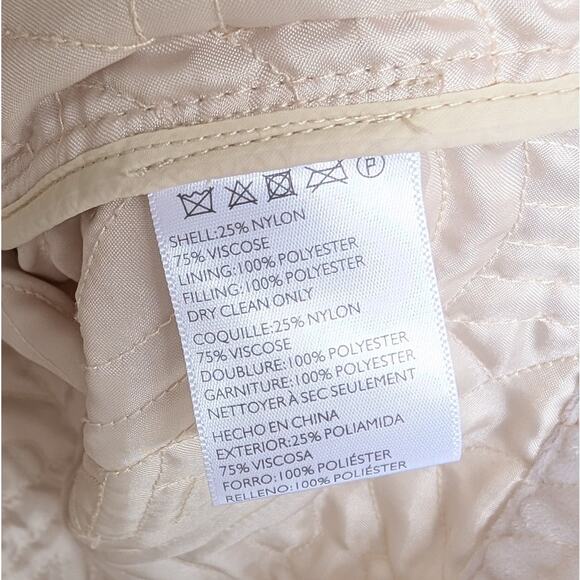 P
SHELL:25% NYLON
75% VISCOSE
LINING:100% POLYESTER
FILLING:100% POLYESTER
DRY CLEAN ONLY
COQUILLE:25% NYLON
75% VISCOSE
DOUBLURE:100% POLYESTER
GARNITURE:100% POLYESTER
NETTOYER À SEC SEULEMENT
HECHO EN CHINA
EXTERIOR:25% POLIAMIDA
75% VISCOSA
FORRO:100% POLIÉSTER
RELLENO:100% POLIÉSTER